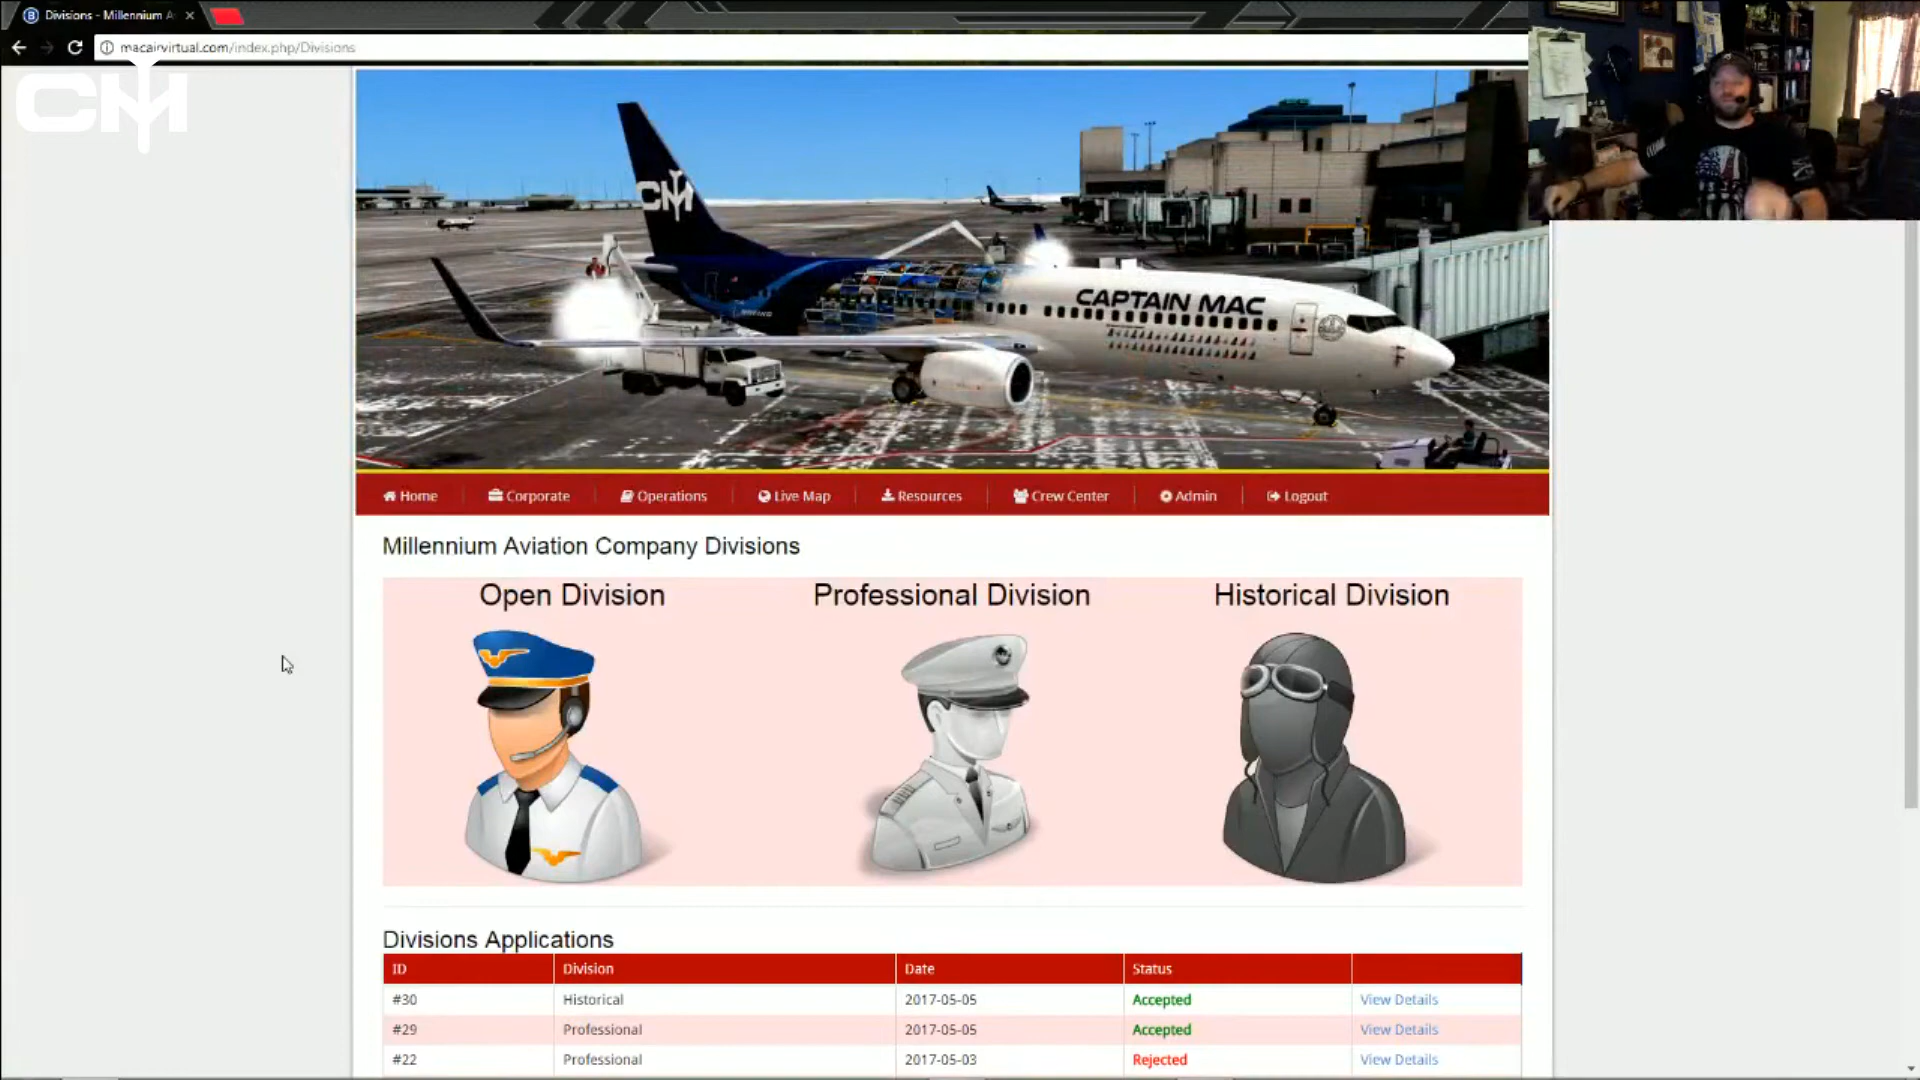 Divisions - Millennium A
macairvirtual.com/index.php/Divisions
CM
CM
CAPTAIN MAC
Home Corporate Operations Live Map Resources Crew Center Admin Logout
Millennium Aviation Company Divisions
Open Division Professional Division Historical Division
Divisions Applications
ID Division Date Status
#30 Historical 2017-05-05 Accepted View Details
#29 Professional 2017-05-05 Accepted View Details
#22 Professional 2017-05-03 Rejected View Details